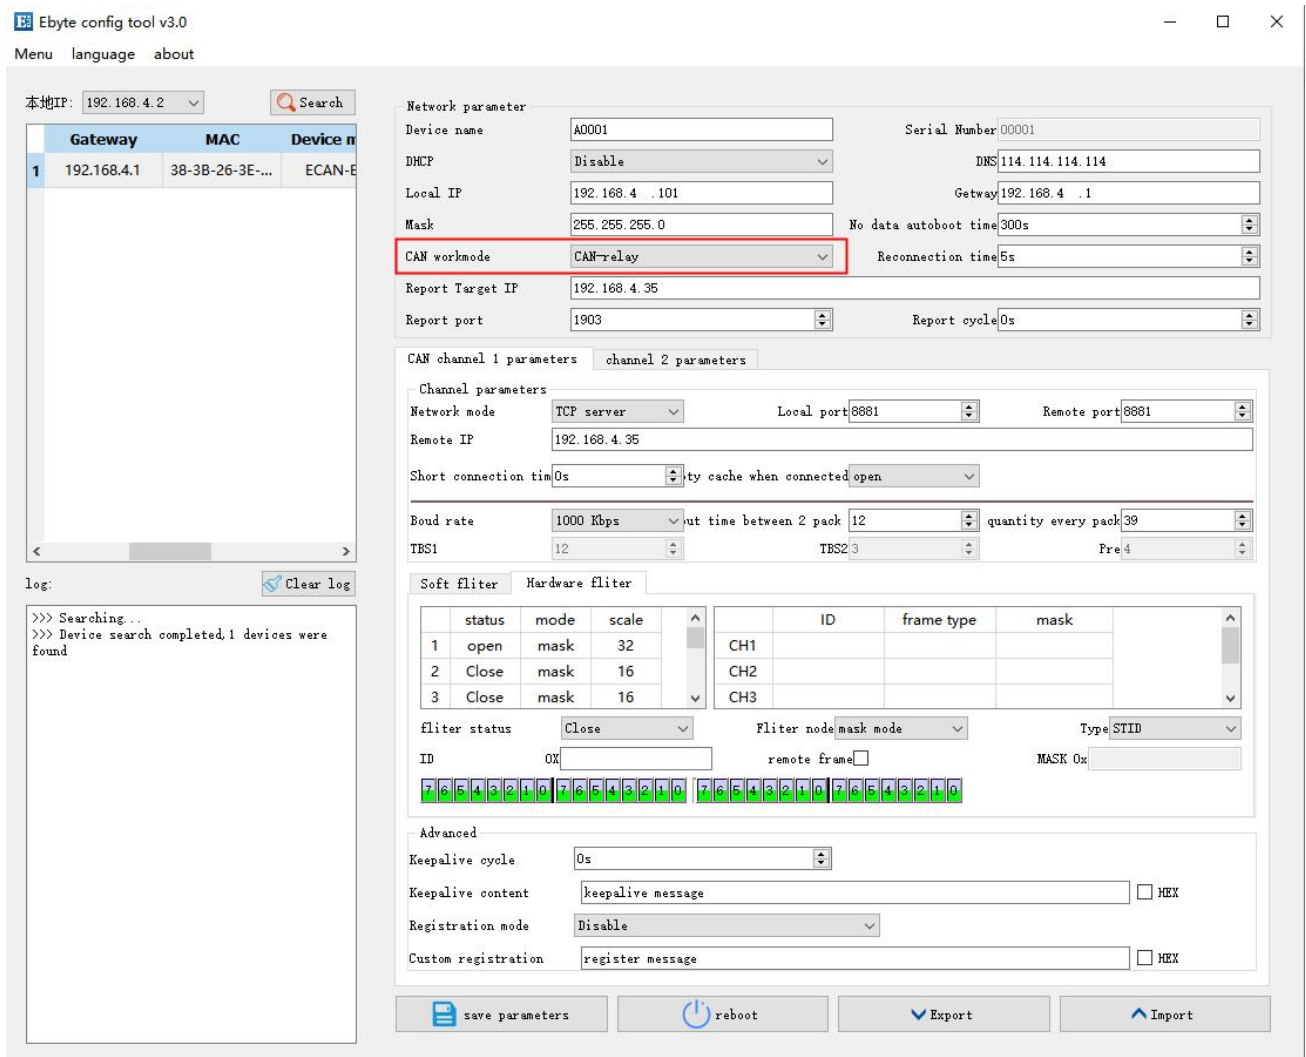 Ebyte config tool v3.0
Menu language about
本地IP: 192.168.4.2 Search
Gateway MAC Device m
1 192.168.4.1 38-3B-26-3E-... ECAN-E
log: Clear log
>>> Searching...
>>> Device search completed,1 devices were
found
Network parameter
Device name A0001 Serial Number 00001
DHCP Disable DNS 114.114.114.114
Local IP 192.168.4 .101 Getway 192.168.4 .1
Mask 255.255.255.0 No data autoboot time 300s
CAN workmode CAN-relay Reconnection time 5s
Report Target IP 192.168.4.35
Report port 1903 Report cycle 0s
CAN channel 1 parameters channel 2 parameters
Channel parameters
Network mode TCP server Local port 8881 Remote port 8881
Remote IP 192.168.4.35
Short connection tim 0s ty cache when connected open
Boud rate 1000 Kbps ut time between 2 pack 12 quantity every pack 39
TBS1 12 TBS2 3 Pre 4
Soft fliter Hardware fliter
status mode scale ID frame type mask
1 open mask 32 CH1
2 Close mask 16 CH2
3 Close mask 16 CH3
fliter status Close Fliter node mask mode Type STID
ID 0X remote frame MASK 0x
7 6 5 4 3 2 1 0 7 6 5 4 3 2 1 0 7 6 5 4 3 2 1 0 7 6 5 4 3 2 1 0
Advanced
Keepalive cycle 0s
Keepalive content keepalive message HEX
Registration mode Disable
Custom registration register message HEX
save parameters reboot Export Import